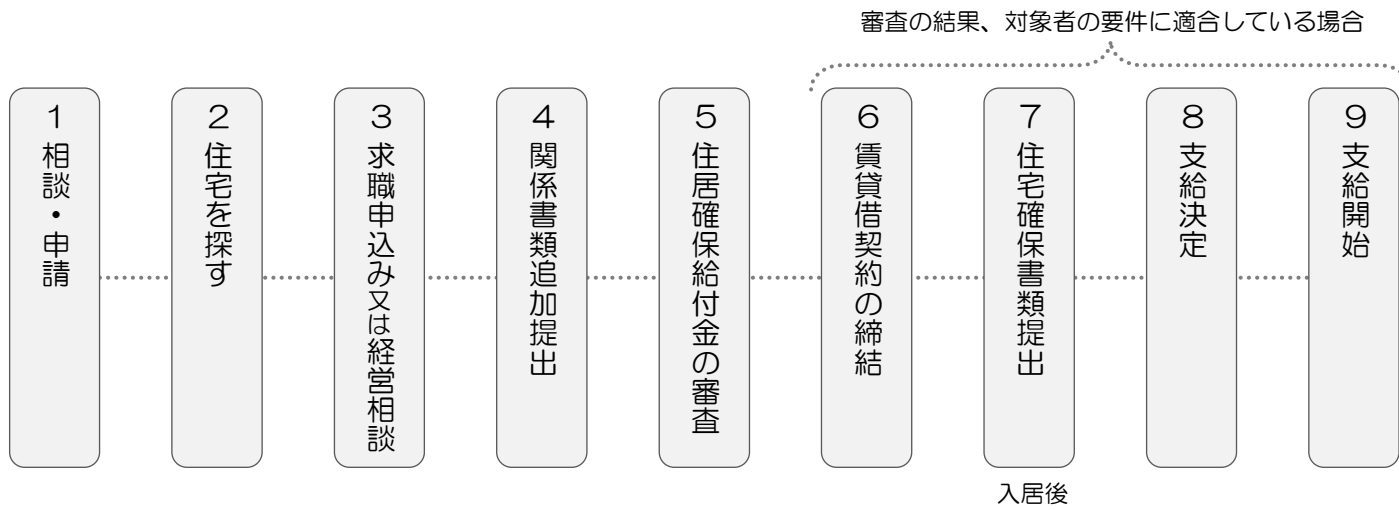 審査の結果、対象者の要件に適合している場合
1 相談・申請
2 住宅を探す
3 求職申込み又は経営相談
4 関係書類追加提出
5 住居確保給付金の審査
6 賃貸借契約の締結
7 住宅確保書類提出
8 支給決定
9 支給開始
入居後